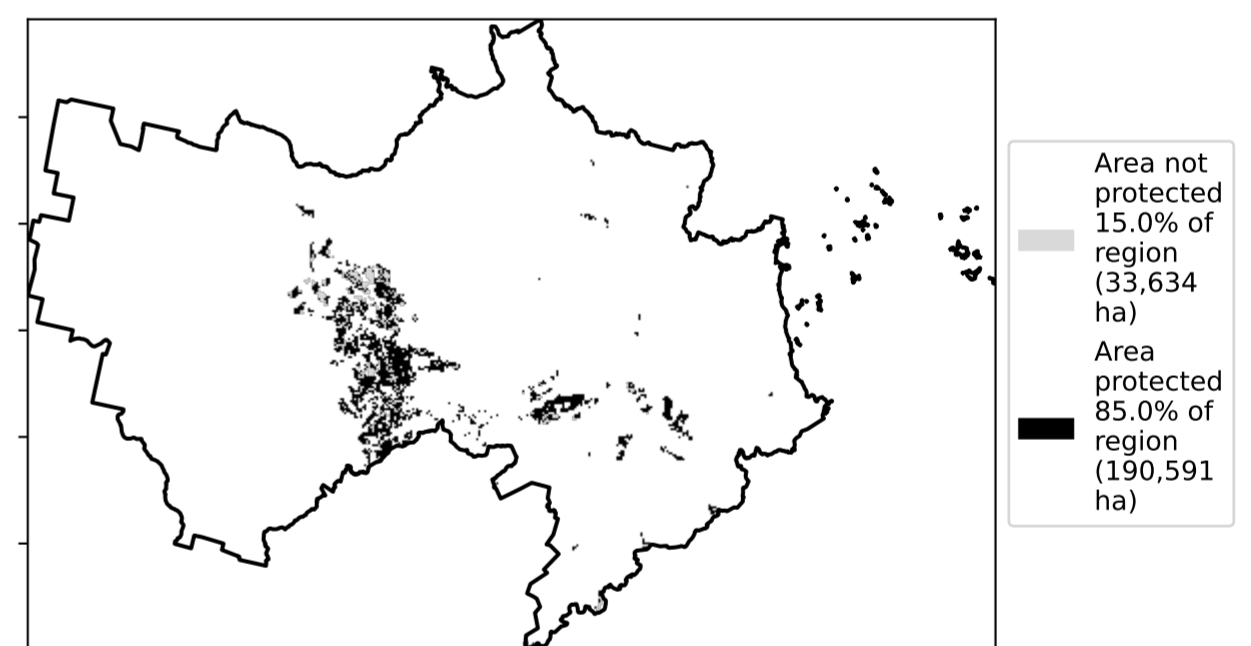 Area not
protected
15.0% of
region
(33,634
ha)
Area
protected
85.0% of
region
(190,591
ha)